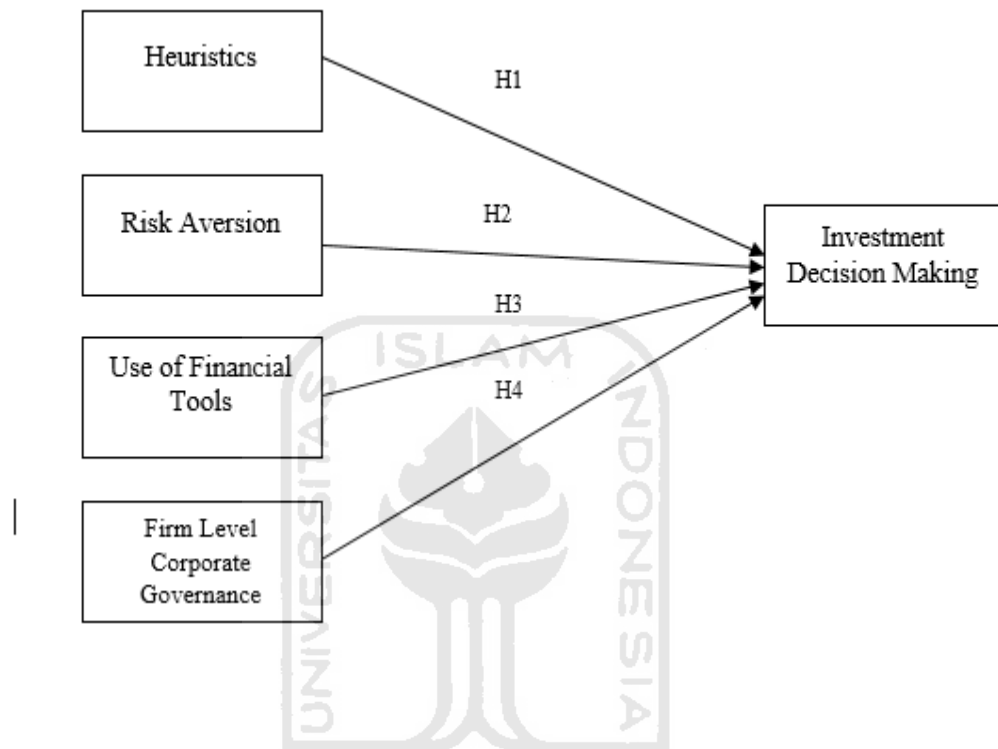 Heuristics
H1
Risk Aversion
H2
Investment
Decision Making
H3
Use of Financial
Tools
H4
Firm Level
Corporate
Governance
UNIVERSITAS
ISLAM
INDONESIA